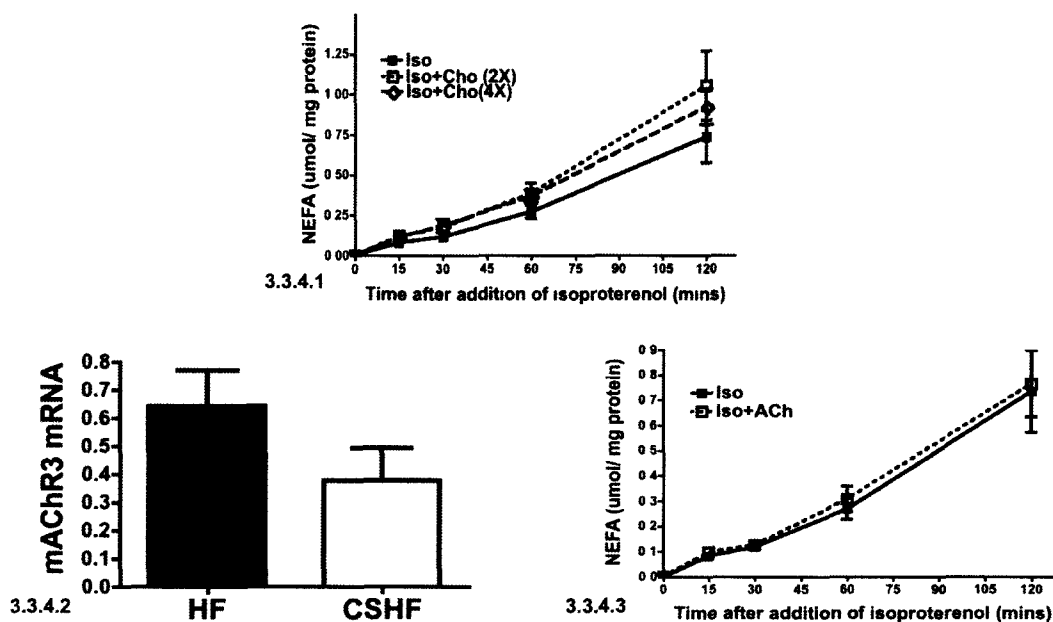 1.25
1 00
0 75
0 50
0 25
0 00
NEFA (umol/ mg protein)
Iso
Iso+Cho (2X)
Iso+Cho(4X)
0 15 30 45 60 75 90 105 120
Time after addition of isoproterenol (mins)
3.3.4.1
0.8
0.7
0.6
0.5
0.4
0.3
0.2
0.1
0.0
mAChR3 mRNA
HF CSHF
3.3.4.2
0 9
0 8
0 7
0 6
0 5
0 4
0 3
0 2
0 1
0 0
NEFA (umol/ mg protein)
Iso
Iso+ACh
0 15 30 45 60 75 90 105 120
Time after addition of isoproterenol (mins)
3.3.4.3